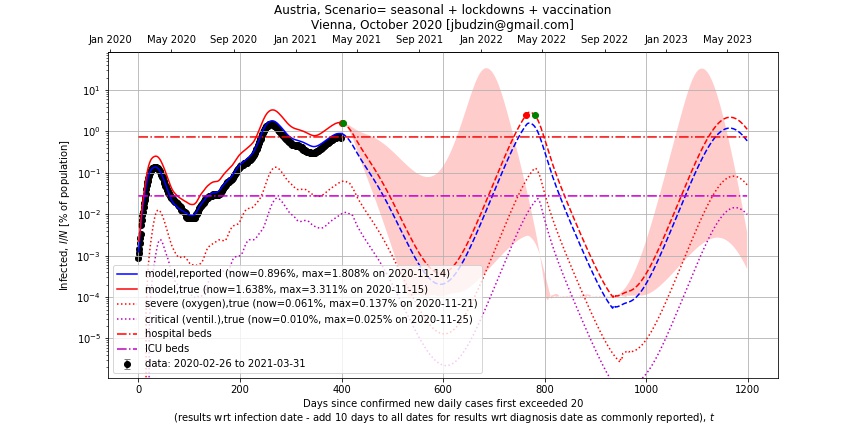 Austria, Scenario= seasonal + lockdowns + vaccination
Vienna, October 2020 [jbudzin@gmail.com]
Jan 2020 May 2020 Sep 2020 Jan 2021 May 2021 Sep 2021 Jan 2022 May 2022 Sep 2022 Jan 2023 May 2023
Infected, I/N [% of population]
10¹
10⁰
10⁻¹
10⁻²
10⁻³
10⁻⁴
10⁻⁵
model,reported (now=0.896%, max=1.808% on 2020-11-14)
model,true (now=1.638%, max=3.311% on 2020-11-15)
severe (oxygen),true (now=0.061%, max=0.137% on 2020-11-21)
critical (ventil.),true (now=0.010%, max=0.025% on 2020-11-25)
hospital beds
ICU beds
data: 2020-02-26 to 2021-03-31
0 200 400 600 800 1000 1200
Days since confirmed new daily cases first exceeded 20
(results wrt infection date - add 10 days to all dates for results wrt diagnosis date as commonly reported), t